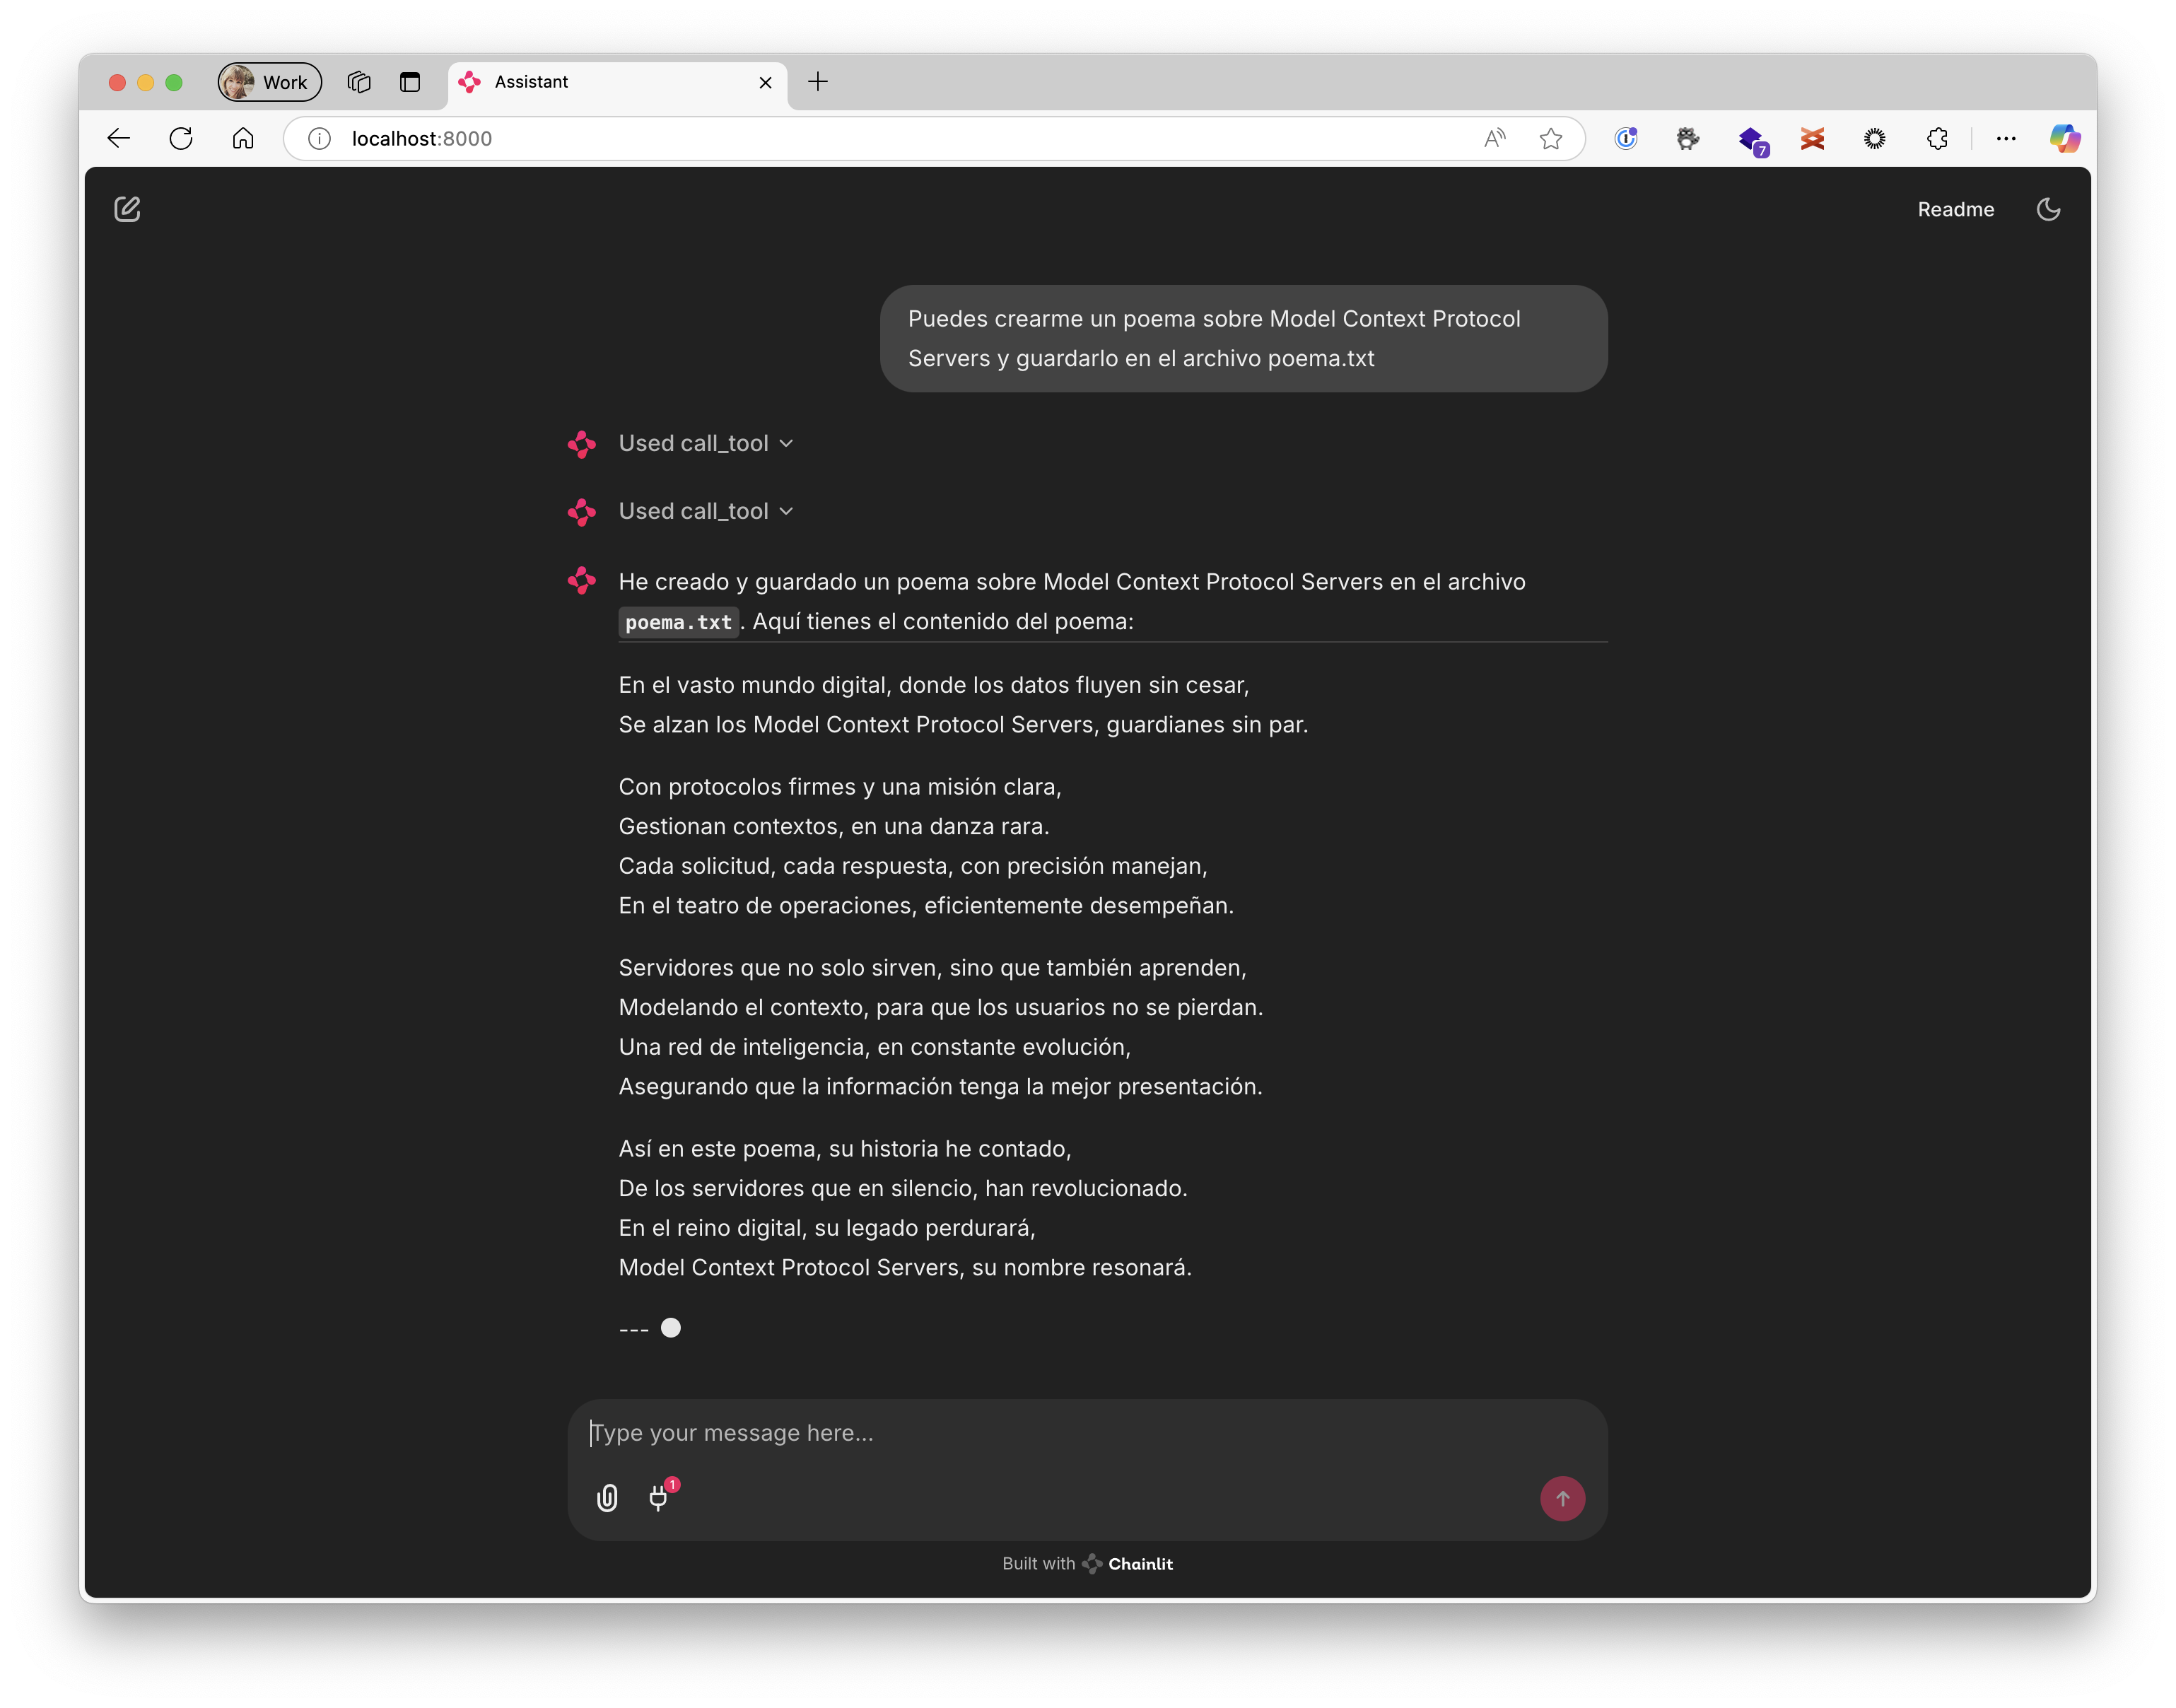 Work
Assistant
localhost:8000
7
Readme
Puedes crearme un poema sobre Model Context Protocol
Servers y guardarlo en el archivo poema.txt
Used call_tool
Used call_tool
He creado y guardado un poema sobre Model Context Protocol Servers en el archivo
poema.txt. Aquí tienes el contenido del poema:
En el vasto mundo digital, donde los datos fluyen sin cesar,
Se alzan los Model Context Protocol Servers, guardianes sin par.
Con protocolos firmes y una misión clara,
Gestionan contextos, en una danza rara.
Cada solicitud, cada respuesta, con precisión manejan,
En el teatro de operaciones, eficientemente desempeñan.
Servidores que no solo sirven, sino que también aprenden,
Modelando el contexto, para que los usuarios no se pierdan.
Una red de inteligencia, en constante evolución,
Asegurando que la información tenga la mejor presentación.
Así en este poema, su historia he contado,
De los servidores que en silencio, han revolucionado.
En el reino digital, su legado perdurará,
Model Context Protocol Servers, su nombre resonará.
---
Type your message here...
1
Built with Chainlit